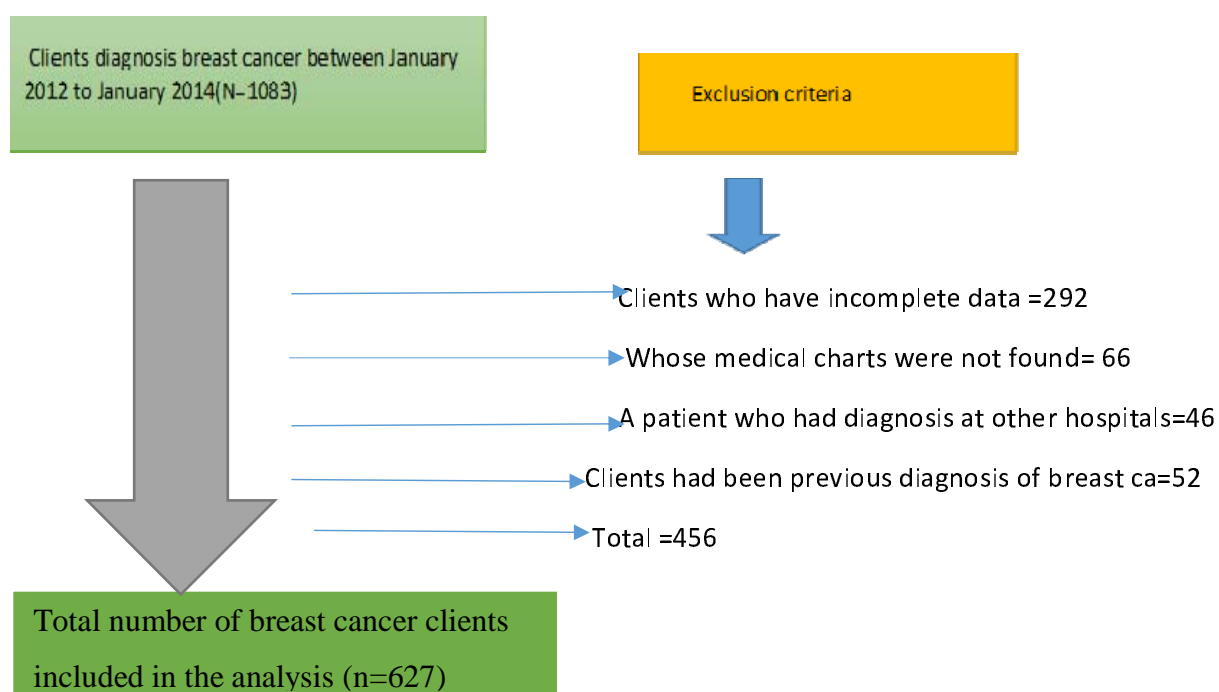 Clients diagnosis breast cancer between January
2012 to January 2014(N=1083)
Exclusion criteria
Clients who have incomplete data =292
Whose medical charts were not found= 66
A patient who had diagnosis at other hospitals=46
Clients had been previous diagnosis of breast ca=52
Total =456
Total number of breast cancer clients
included in the analysis (n=627)